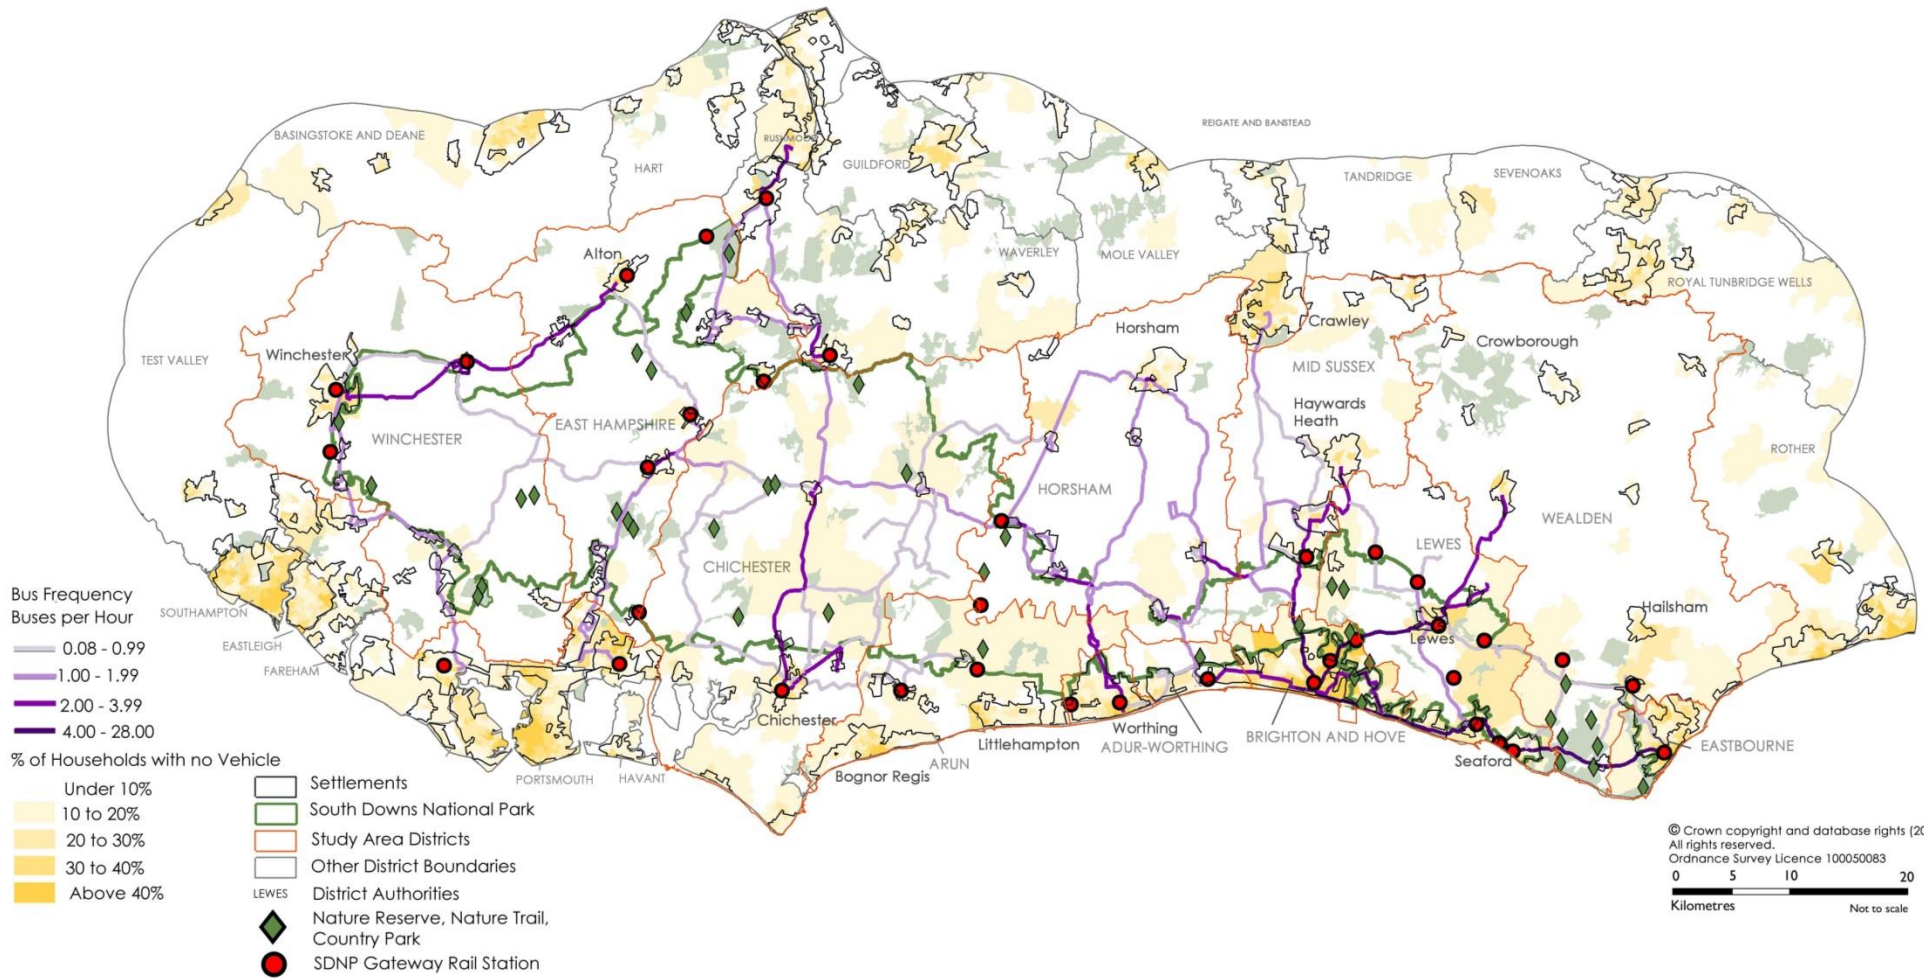 BASINGSTOKE AND DEANE
HART
RUSHMOOR
GUILDFORD
REIGATE AND BANSTEAD
TANDRIDGE
SEVENOAKS
WAVERLEY
MOLE VALLEY
ROYAL TUNBRIDGE WELLS
Alton
TEST VALLEY
Winchester
Horsham
Crawley
Crowborough
MID SUSSEX
Haywards
Heath
WINCHESTER
EAST HAMPSHIRE
ROTHER
HORSHAM
WEALDEN
CHICHESTER
LEWES
SOUTHAMPTON
EASTLEIGH
FAREHAM
Hailsham
Lewes
Chichester
Worthing
Littlehampton
ADUR-WORTHING
BRIGHTON AND HOVE
EASTBOURNE
Seaford
ARUN
Bognor Regis
PORTSMOUTH
HAVANT
Bus Frequency
Buses per Hour
0.08 - 0.99
1.00 - 1.99
2.00 - 3.99
4.00 - 28.00
% of Households with no Vehicle
Under 10%
10 to 20%
20 to 30%
30 to 40%
Above 40%
Settlements
South Downs National Park
Study Area Districts
Other District Boundaries
LEWES District Authorities
Nature Reserve, Nature Trail,
Country Park
SDNP Gateway Rail Station
© Crown copyright and database rights (20
All rights reserved.
Ordnance Survey Licence 100050083
0 5 10 20
Kilometres Not to scale